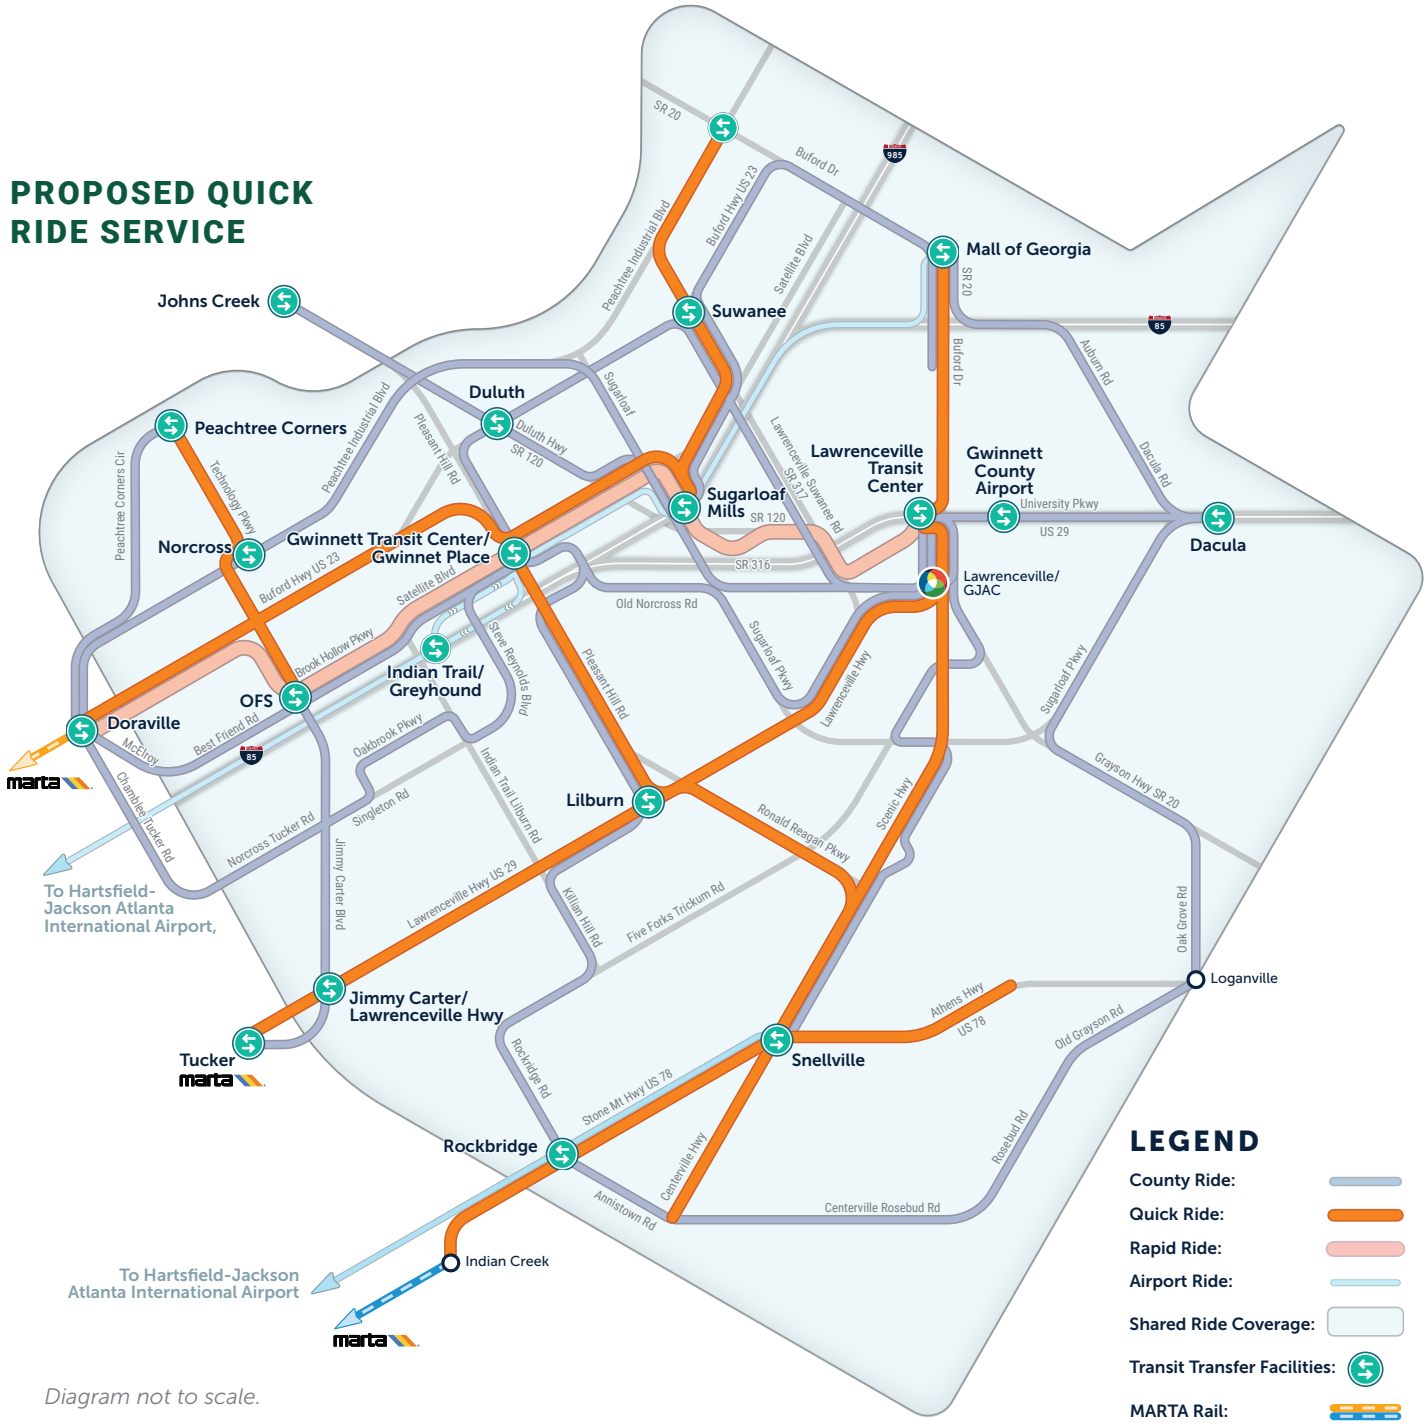 PROPOSED QUICK
RIDE SERVICE
SR 20
Buford Dr
985
Buford Hwy US 23
Peachtree Industrial Blvd
Satellite Blvd
Mall of Georgia
SR 20
Johns Creek
Suwanee
85
Buford Dr
Auburn Rd
Duluth
Sugarloaf
Peachtree Industrial Blvd
Pleasant Hill Rd
Duluth Hwy
SR 120
Peachtree Corners
Peachtree Corners Cir
Technology Pkwy
Lawrenceville Suwanee Rd
SR 317
Lawrenceville
Transit
Center
Gwinnett
County
Airport
Dacula Rd
University Pkwy
US 29
Dacula
Sugarloaf
Mills
SR 120
SR 316
Norcross
Gwinnett Transit Center/
Gwinnet Place
Buford Hwy US 23
Satellite Blvd
Lawrenceville/
GJAC
Old Norcross Rd
Brook Hollow Pkwy
Steve Reynolds Blvd
Indian Trail/
Greyhound
Pleasant Hill Rd
Sugarloaf Pkwy
Lawrenceville Hwy
Sugarloaf Pkwy
OFS
Doraville
McElroy
Best Friend Rd
85
Oakbrook Pkwy
marta
Chamblee Tucker Rd
Indian Trail Lilburn Rd
Singleton Rd
Norcross Tucker Rd
Lilburn
Ronald Reagan Pkwy
Scenic Hwy
Grayson Hwy SR 20
To Hartsfield-
Jackson Atlanta
International Airport,
Jimmy Carter Blvd
Lawrenceville Hwy US 29
Killian Hill Rd
Five Forks Trickum Rd
Oak Grove Rd
Loganville
Jimmy Carter/
Lawrenceville Hwy
Athens Hwy
US 78
Old Grayson Rd
Tucker
marta
Snellville
Rockridge Rd
Stone Mt Hwy US 78
Rockbridge
Centerville Hwy
Rosebud Rd
Annistown Rd
Centerville Rosebud Rd
Indian Creek
To Hartsfield-Jackson
Atlanta International Airport
marta
LEGEND
County Ride:
Quick Ride:
Rapid Ride:
Airport Ride:
Shared Ride Coverage:
Transit Transfer Facilities:
MARTA Rail:
Diagram not to scale.